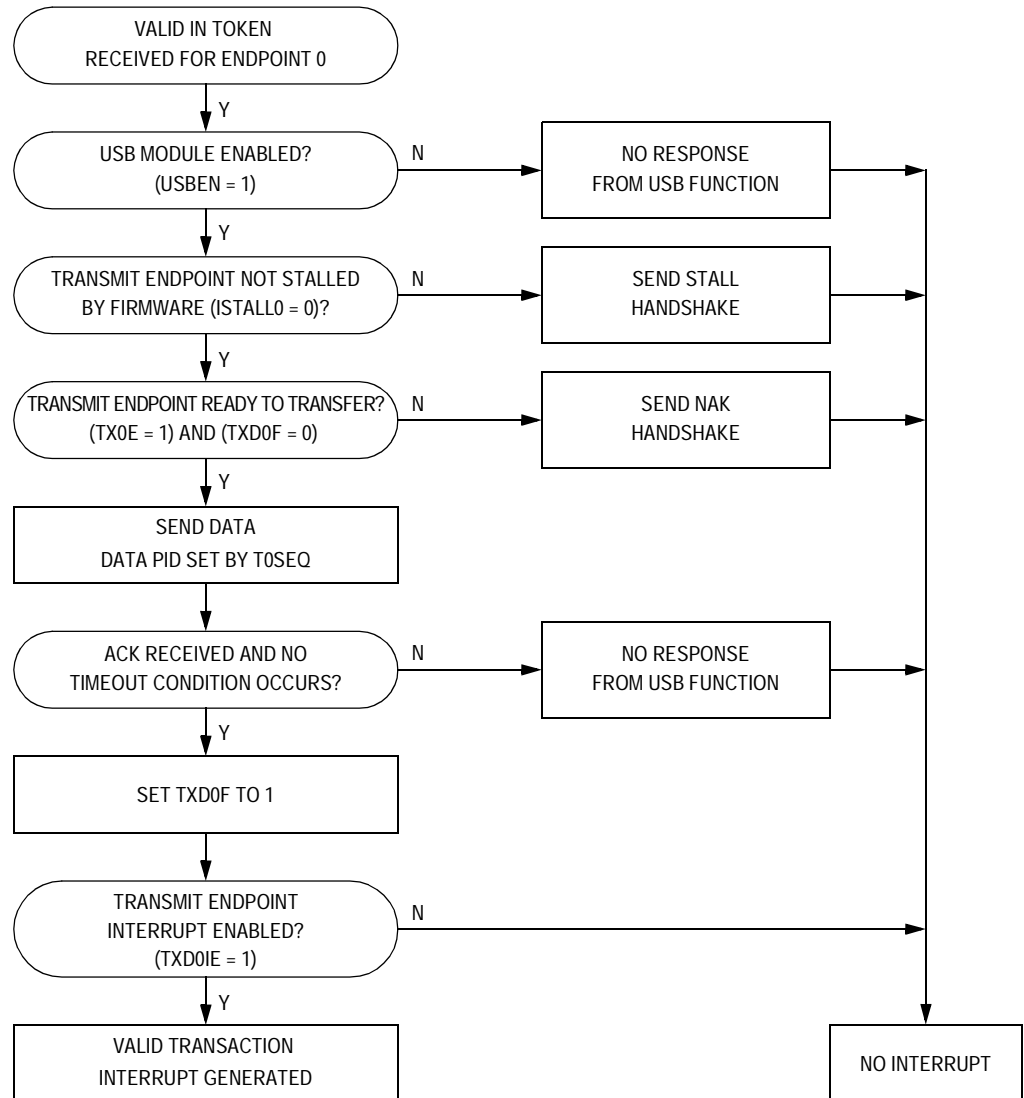 VALID IN TOKEN
RECEIVED FOR ENDPOINT 0
Y
USB MODULE ENABLED?
(USBEN = 1)
N
NO RESPONSE
FROM USB FUNCTION
Y
TRANSMIT ENDPOINT NOT STALLED
BY FIRMWARE (ISTALL0 = 0)?
N
SEND STALL
HANDSHAKE
Y
TRANSMIT ENDPOINT READY TO TRANSFER?
(TX0E = 1) AND (TXD0F = 0)
N
SEND NAK
HANDSHAKE
Y
SEND DATA
DATA PID SET BY T0SEQ
ACK RECEIVED AND NO
TIMEOUT CONDITION OCCURS?
N
NO RESPONSE
FROM USB FUNCTION
Y
SET TXD0F TO 1
TRANSMIT ENDPOINT
INTERRUPT ENABLED?
(TXD0IE = 1)
N
Y
VALID TRANSACTION
INTERRUPT GENERATED
NO INTERRUPT